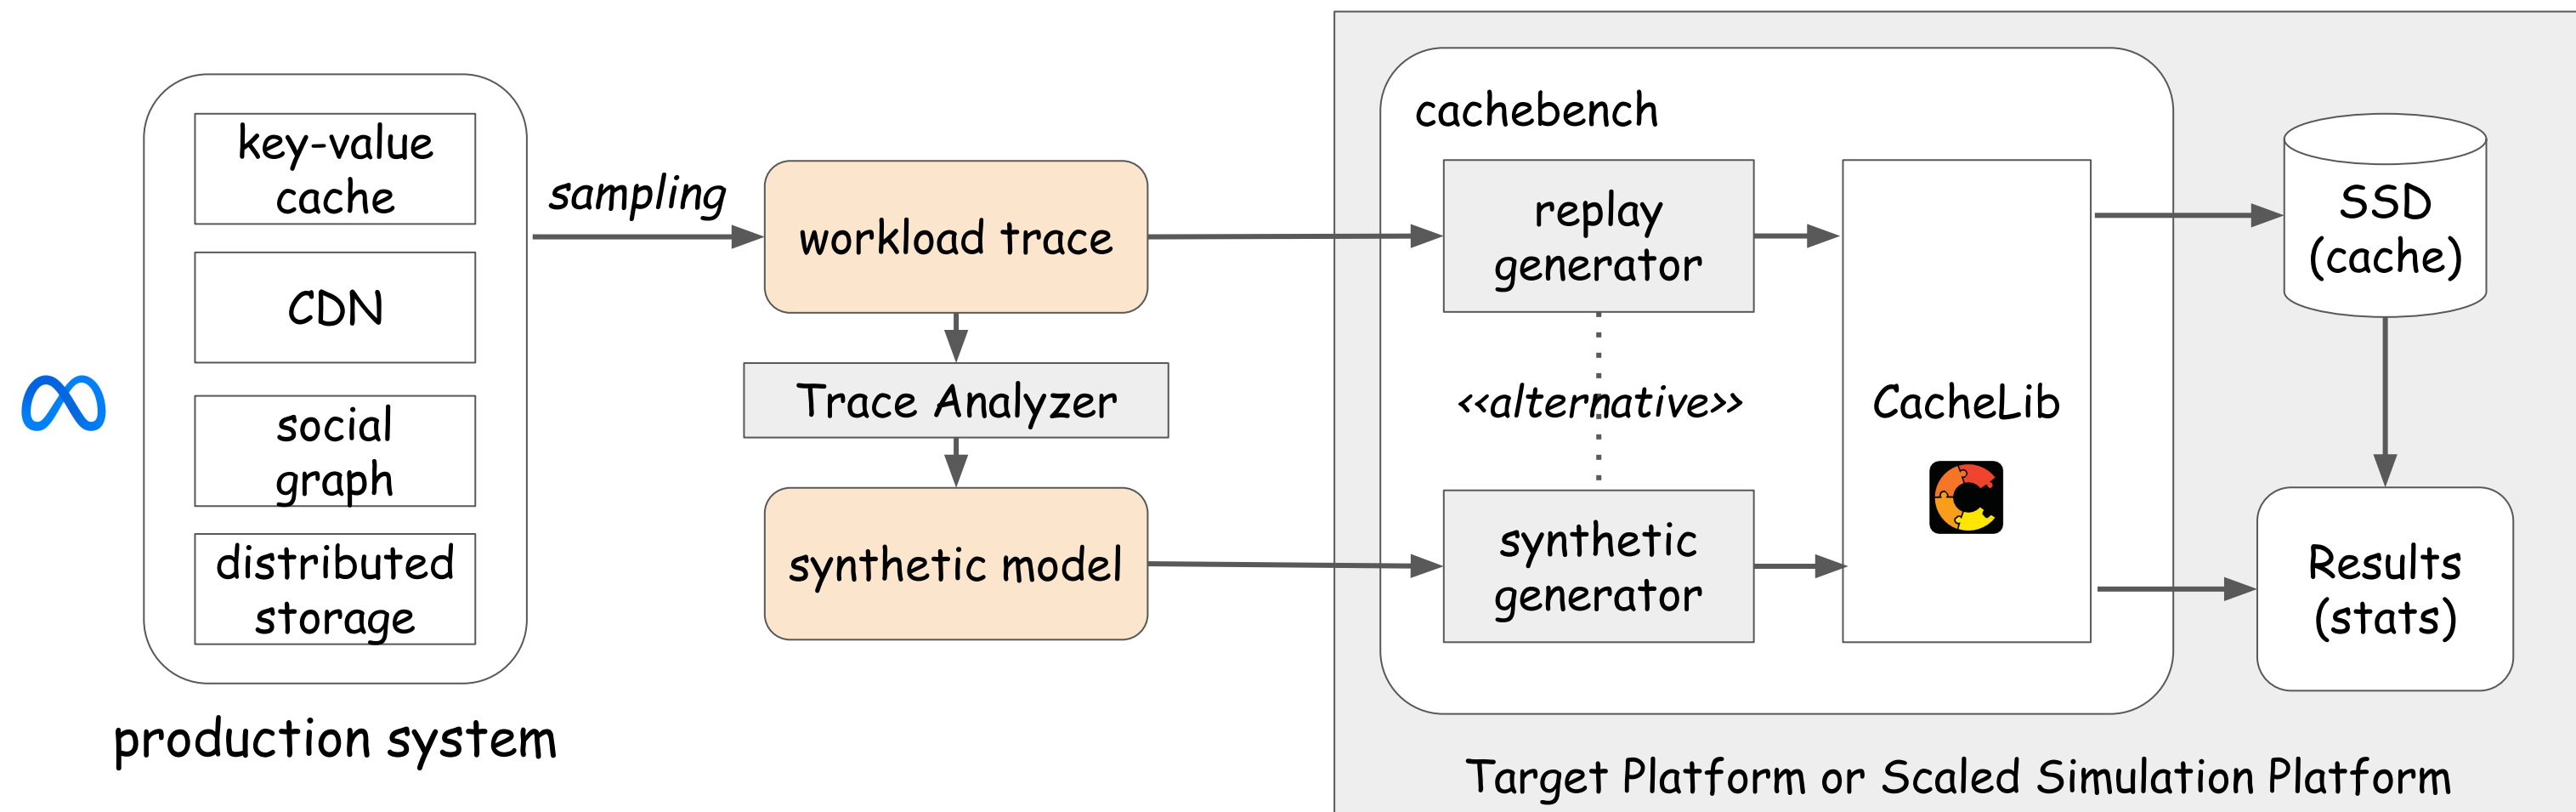 key-value
cache
CDN
social
graph
distributed
storage
production system
sampling
workload trace
Trace Analyzer
synthetic model
cachebench
replay
generator
<<alternative>>
synthetic
generator
CacheLib
SSD
(cache)
Results
(stats)
Target Platform or Scaled Simulation Platform